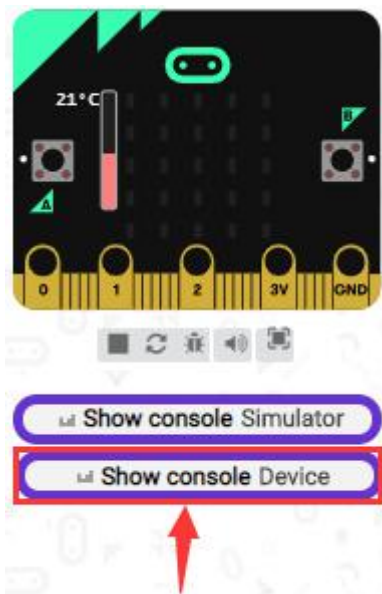 21°C
B
A
0 1 2 3V GND
Show console Simulator
Show console Device